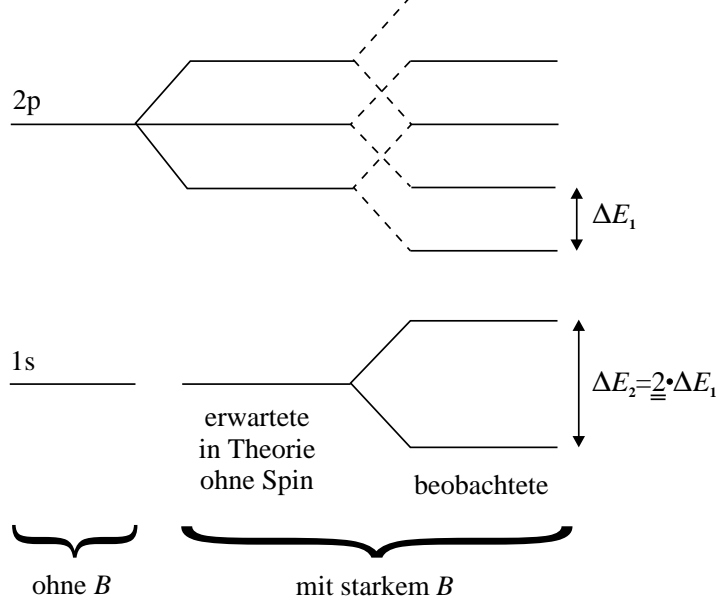 2p
ΔE₁
1s
ΔE₂=2•ΔE₁
erwartete
in Theorie
ohne Spin
beobachtete
ohne B
mit starkem B